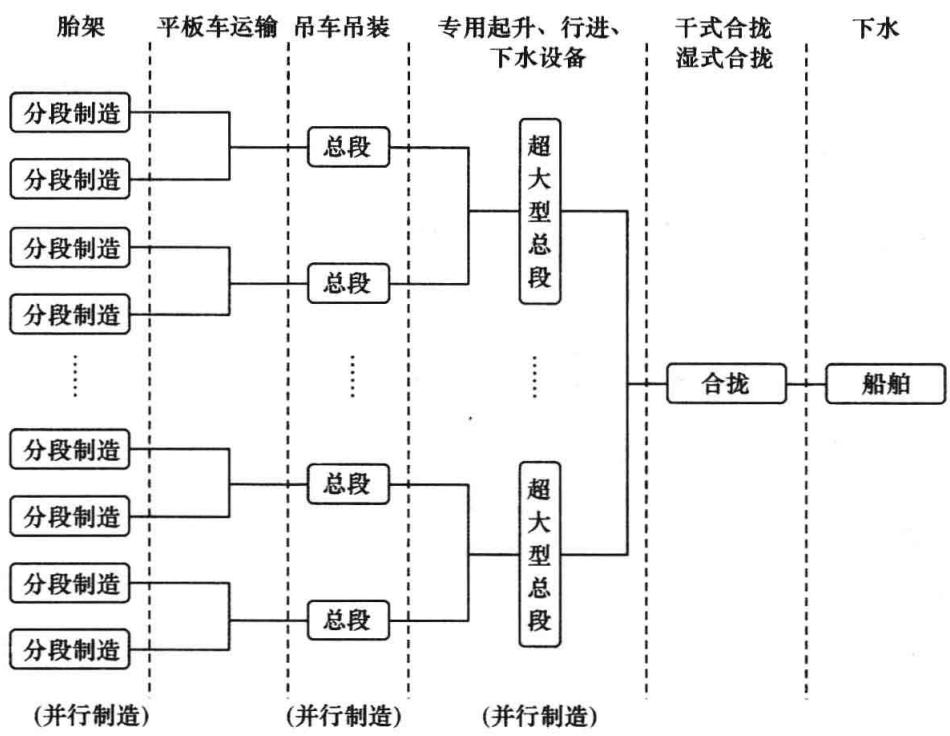 胎架
平板车运输
吊车吊装
专用起升、行进、
下水设备
干式合拢
湿式合拢
下水
分段制造
分段制造
分段制造
分段制造
……
分段制造
分段制造
分段制造
分段制造
总段
总段
……
总段
总段
超大型总段
……
超大型总段
合拢
船舶
(并行制造)
(并行制造)
(并行制造)